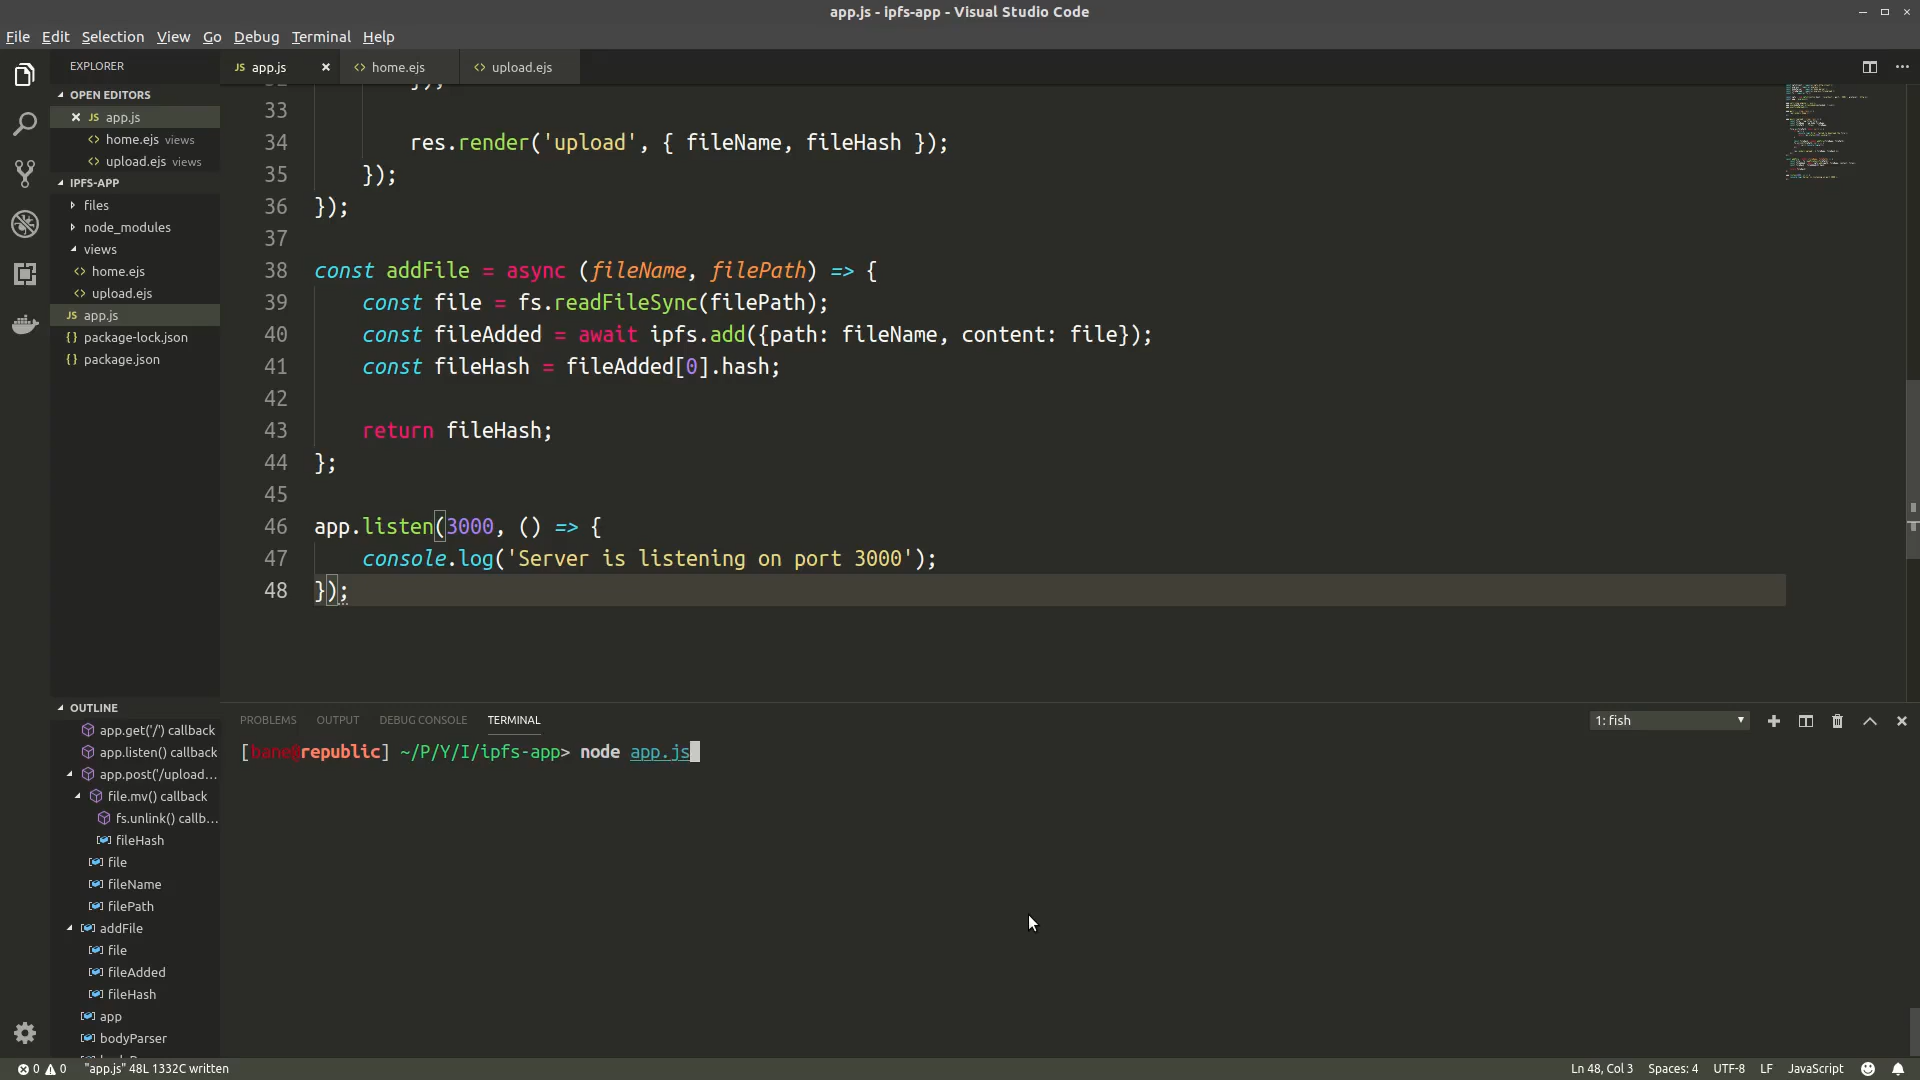 app.js - ipfs-app - Visual Studio Code
File Edit Selection View Go Debug Terminal Help
EXPLORER
OPEN EDITORS
JS app.js
<> home.ejs views
<> upload.ejs views
IPFS-APP
files
node_modules
views
<> home.ejs
<> upload.ejs
JS app.js
{} package-lock.json
{} package.json
OUTLINE
app.get('/') callback
app.listen() callback
app.post('/upload...
file.mv() callback
fs.unlink() callb...
fileHash
file
fileName
filePath
addFile
file
fileAdded
fileHash
app
bodyParser
JS app.js <> home.ejs <> upload.ejs
33
34 res.render('upload', { fileName, fileHash });
35 });
36 });
37
38 const addFile = async (fileName, filePath) => {
39 const file = fs.readFileSync(filePath);
40 const fileAdded = await ipfs.add({path: fileName, content: file});
41 const fileHash = fileAdded[0].hash;
42
43 return fileHash;
44 };
45
46 app.listen(3000, () => {
47 console.log('Server is listening on port 3000');
48 });
PROBLEMS OUTPUT DEBUG CONSOLE TERMINAL 1: fish
[bane@republic] ~/P/Y/I/ipfs-app> node app.js
0 0 "app.js" 48L 1332C written Ln 48, Col 3 Spaces: 4 UTF-8 LF JavaScript